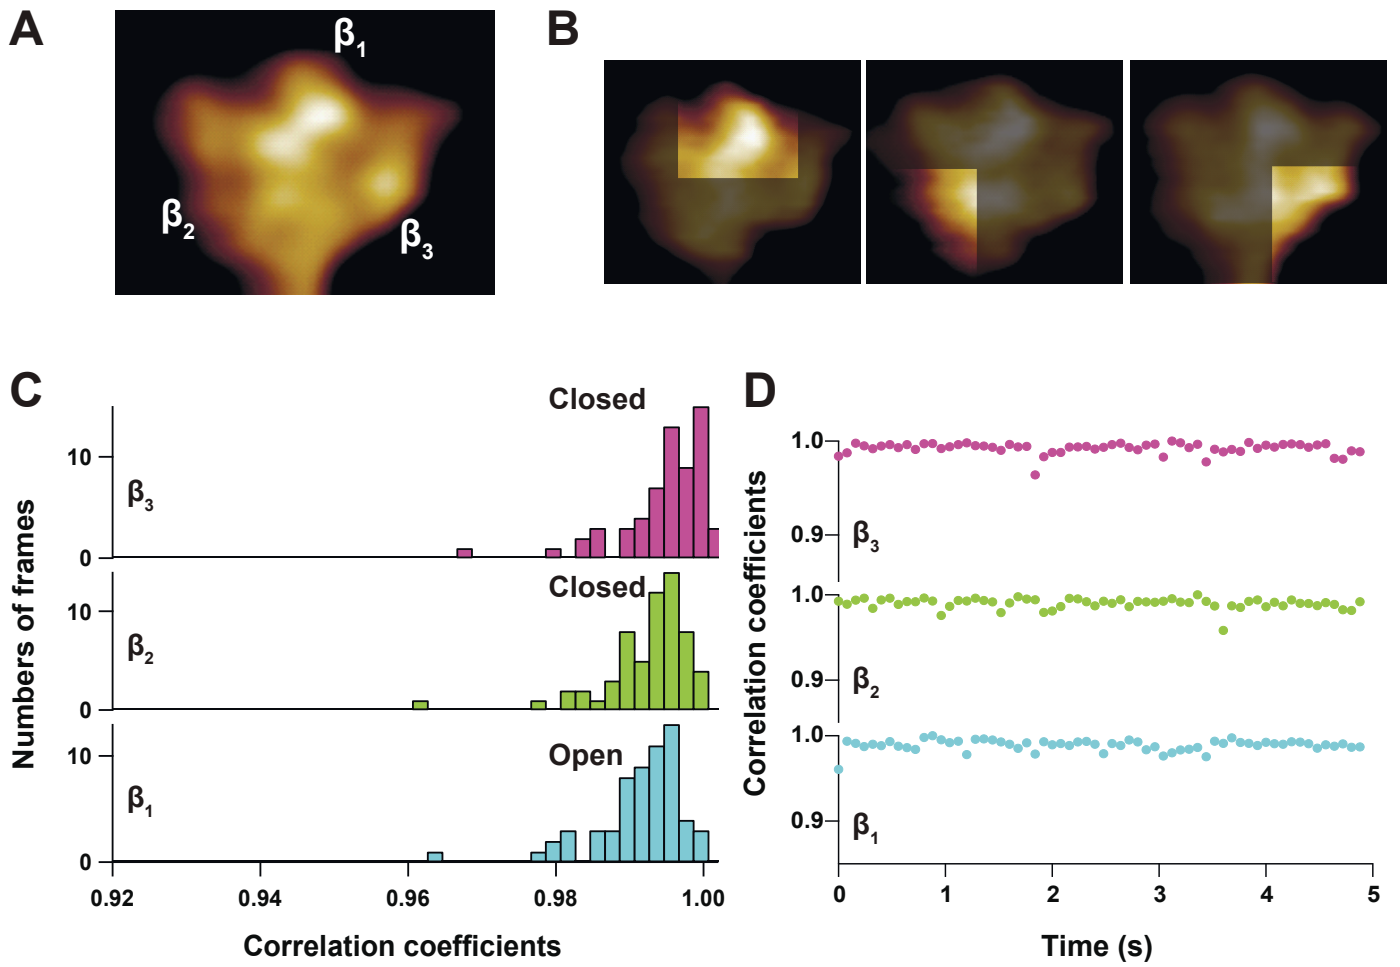 A
β1
β2
β3
B
C
Numbers of frames
Closed
10
β3
0
Closed
10
β2
0
Open
10
β1
0
0.92 0.94 0.96 0.98 1.00
Correlation coefficients
D
Correlation coefficients
1.0
0.9
β3
1.0
0.9
β2
1.0
0.9
β1
0 1 2 3 4 5
Time (s)